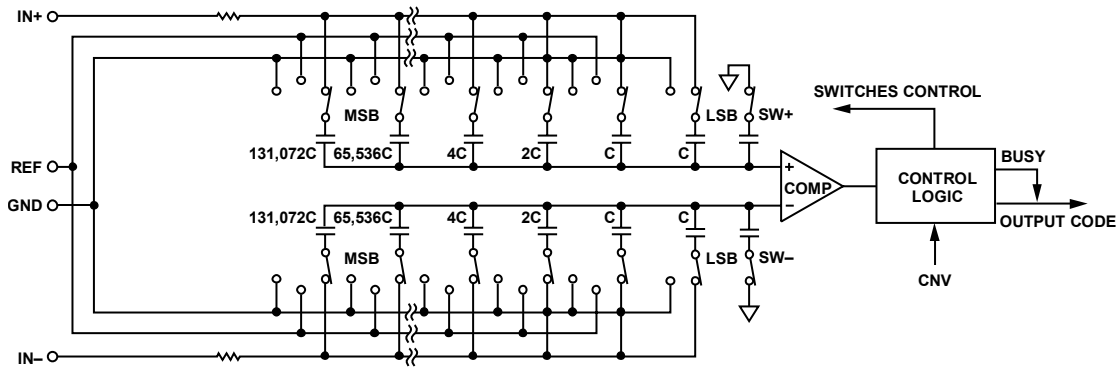 IN+
REF
GND
IN–
MSB
LSB
SW+
131,072C
65,536C
4C
2C
C
C
131,072C
65,536C
4C
2C
C
C
MSB
LSB
SW–
+
COMP
–
SWITCHES CONTROL
CONTROL
LOGIC
BUSY
OUTPUT CODE
CNV